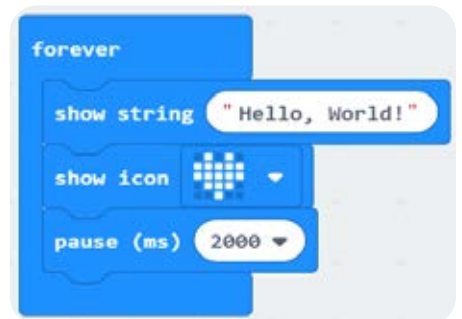 forever
show string "Hello, World!"
show icon
pause (ms) 2000